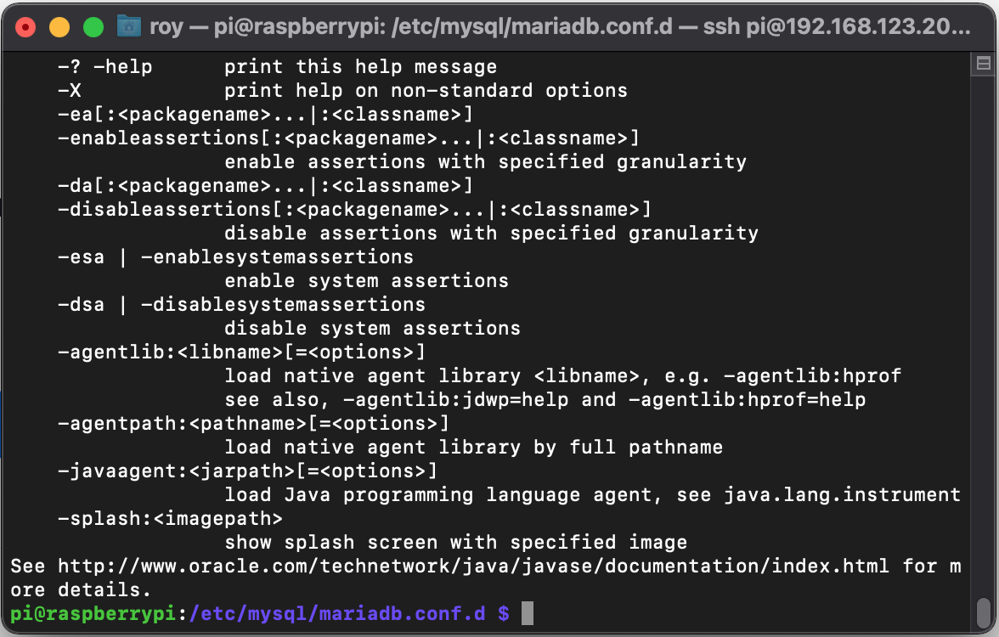 roy — pi@raspberrypi: /etc/mysql/mariadb.conf.d — ssh pi@192.168.123.20...
-? -help      print this help message
-X            print help on non-standard options
-ea[:<packagename>...|:<classname>]
-enableassertions[:<packagename>...|:<classname>]
              enable assertions with specified granularity
-da[:<packagename>...|:<classname>]
-disableassertions[:<packagename>...|:<classname>]
              disable assertions with specified granularity
-esa | -enablesystemassertions
              enable system assertions
-dsa | -disablesystemassertions
              disable system assertions
-agentlib:<libname>[=<options>]
              load native agent library <libname>, e.g. -agentlib:hprof
              see also, -agentlib:jdwp=help and -agentlib:hprof=help
-agentpath:<pathname>[=<options>]
              load native agent library by full pathname
-javaagent:<jarpath>[=<options>]
              load Java programming language agent, see java.lang.instrument
-splash:<imagepath>
              show splash screen with specified image
See http://www.oracle.com/technetwork/java/javase/documentation/index.html for m
ore details.
pi@raspberrypi:/etc/mysql/mariadb.conf.d $